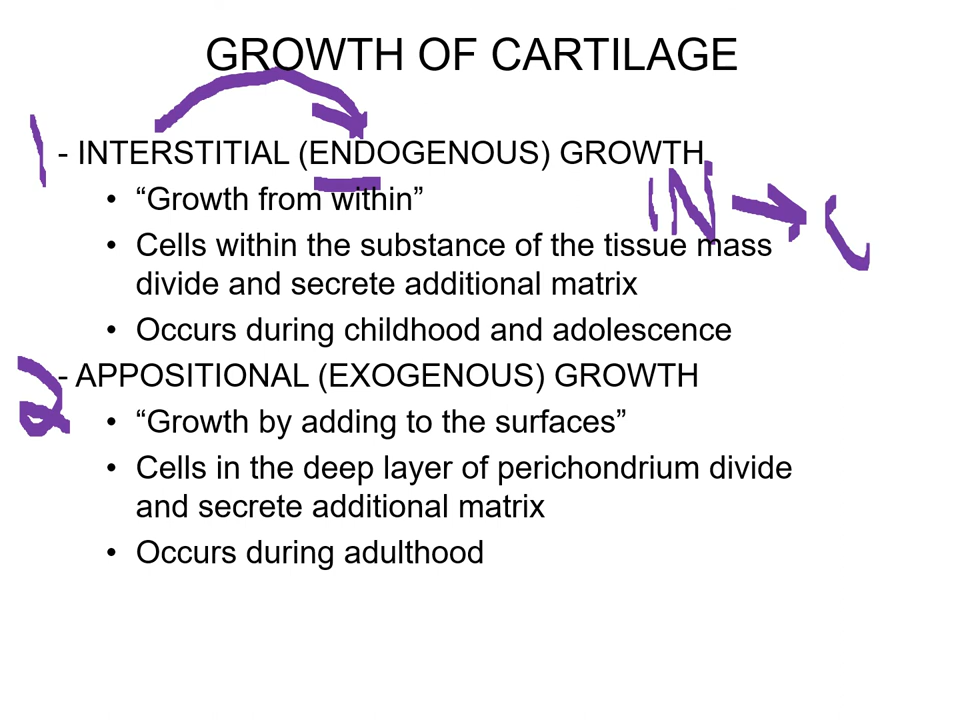 GROWTH OF CARTILAGE
1
- INTERSTITIAL (ENDOGENOUS) GROWTH
• “Growth from within”
IN →
• Cells within the substance of the tissue mass
divide and secrete additional matrix
• Occurs during childhood and adolescence
2
- APPOSITIONAL (EXOGENOUS) GROWTH
• “Growth by adding to the surfaces”
• Cells in the deep layer of perichondrium divide
and secrete additional matrix
• Occurs during adulthood